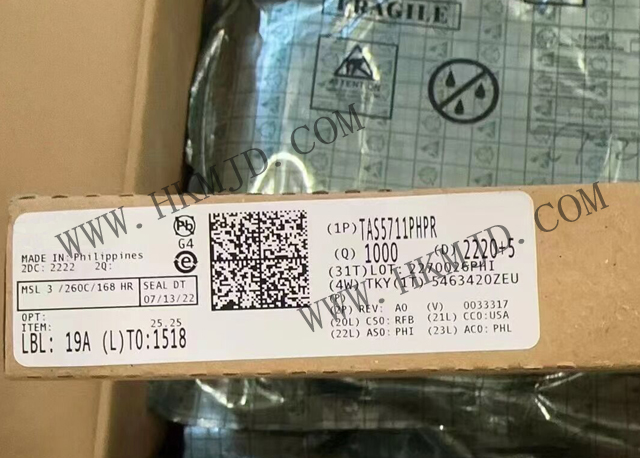 FRAGILE
ATTENTION
MADE IN: Philippines
2DC: 2222 2Q:
Pb
G4
e
MSL 3 /260C/168 HR
SEAL DT
07/13/22
OPT:
ITEM:
25.25
LBL: 19A (L)TO:1518
(1P) TAS5711PHPR
(Q) 1000 (D) 2220+5
(31T)LOT: 2270026PHI
(4W) TKY(1T) 5463420ZEU
(P)
(2P) REV: A0 (V) 0033317
(20L) CSO: RFB (21L) CCO:USA
(22L) ASO: PHI (23L) ACO: PHL
WWW.HKMJD.COM
WWW.HKMJD.COM